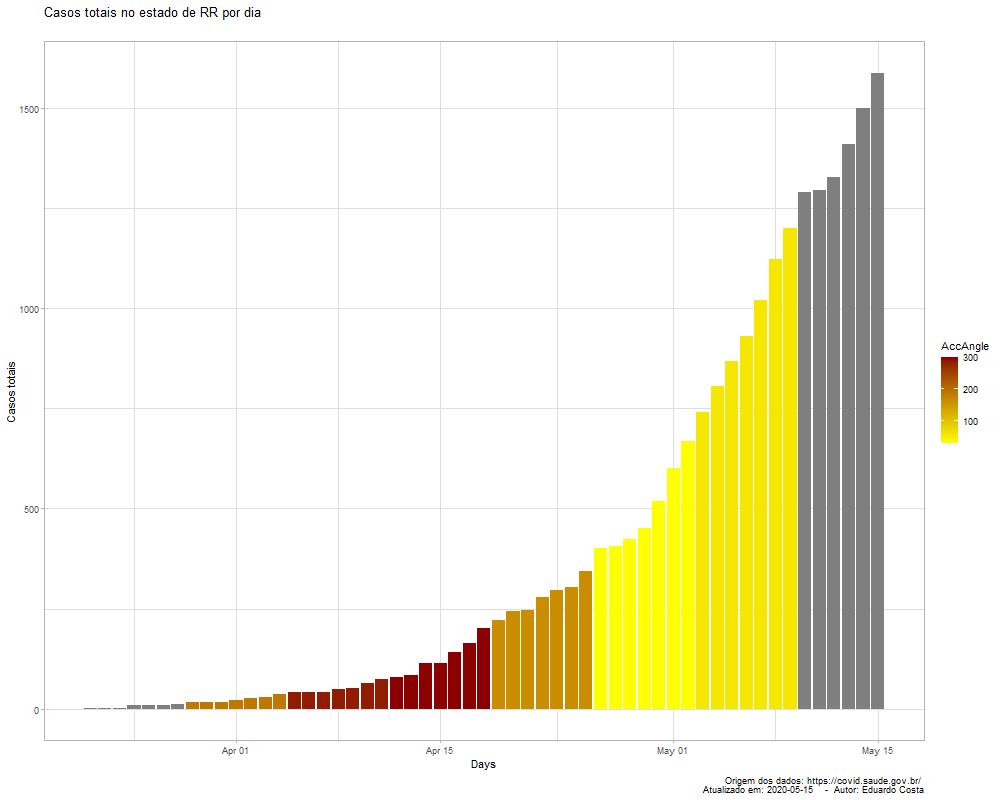 Casos totais no estado de RR por dia
1500
1000
500
0
Casos totais
Apr 01
Apr 15
May 01
May 15
Days
AccAngle
300
200
100
Origem dos dados: https://covid.saude.gov.br/
Atualizado em: 2020-05-15 - Autor: Eduardo Costa